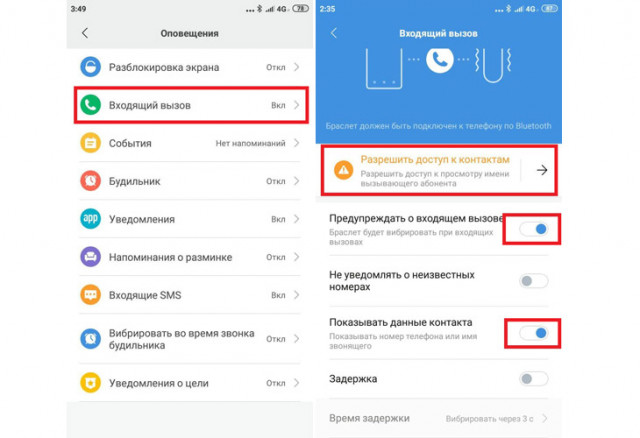 3:49
... 4G 78
Оповещения
Разблокировка экрана Откл
Входящий вызов Вкл
События Нет напоминаний
Будильник Откл
app Уведомления Вкл
Напоминания о разминке Откл
Входящие SMS Вкл
Вибрировать во время звонка
будильника Откл
Уведомления о цели Откл
2:35
... 4G 87
Входящий вызов
Браслет должен быть подключен к телефону по Bluetooth
Разрешить доступ к контактам
Разрешить доступ к просмотру имени
вызывающего абонента
Предупреждать о входящем вызове
Браслет будет вибрировать при входящих
вызовах
Не уведомлять о неизвестных
номерах
Показывать данные контакта
Показывать номер телефона или имя
звонящего
Задержка
Время задержки Вибрировать через 3 с